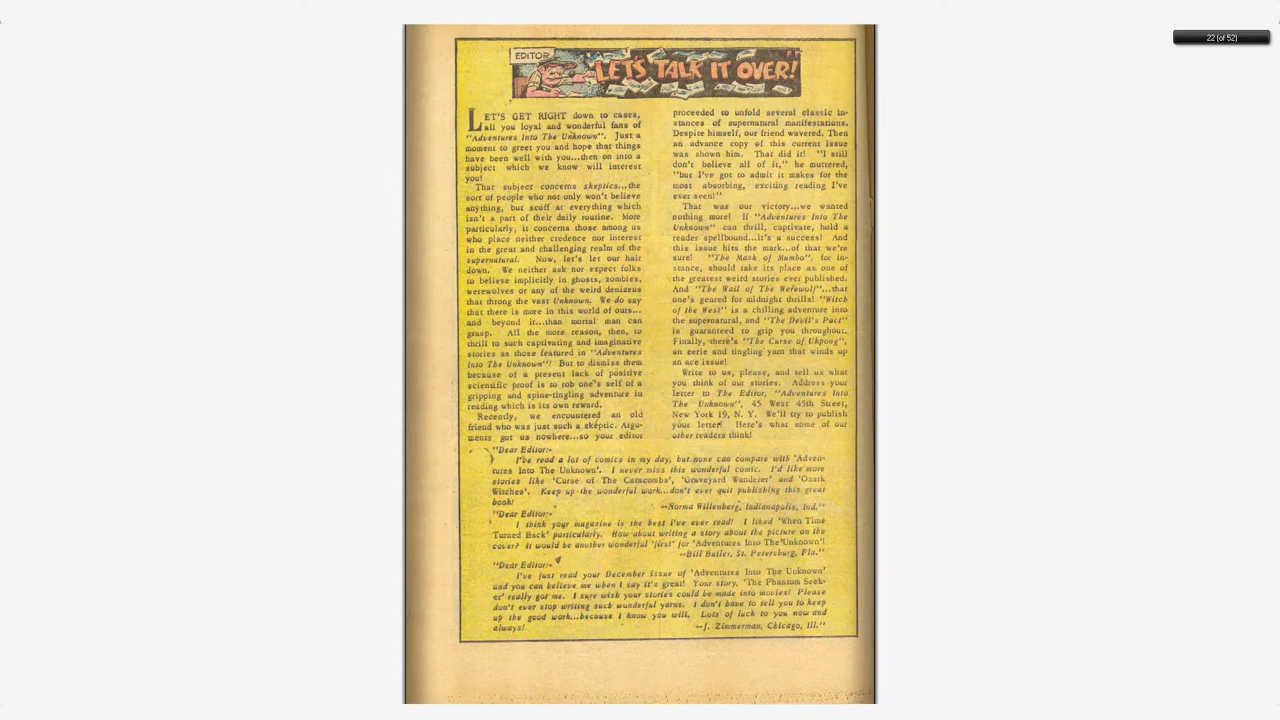 22 (of 52)
EDITOR
LET'S TALK IT OVER!
LET'S GET RIGHT down to cases,
all you loyal and wonderful fans of
"Adventures Into The Unknown". Just a
moment to greet you and hope that things
have been well with you...then on into a
subject which we know will interest
you!
That subject concerns skeptics...the
sort of people who not only won't believe
anything, but scoff at everything which
isn't a part of their daily routine. More
particularly, it concerns those among us
who place neither credence nor interest
in the great and challenging realm of the
supernatural. Now, let's let our hair
down. We neither ask nor expect folks
to believe implicitly in ghosts, zombies,
werewolves or any of the weird denizens
that throng the vast Unknown. We do say
that there is more in this world of ours...
and beyond it...than mortal man can
grasp. All the more reason, then, to
thrill to such captivating and imaginative
stories as those featured in "Adventures
Into The Unknown"! But to dismiss them
because of a present lack of positive
scientific proof is to rob one's self of a
gripping and spine-tingling adventure in
reading which is its own reward.
Recently, we encountered an old
friend who was just such a skeptic. Argu-
ments got us nowhere...so your editor
proceeded to unfold several classic in-
stances of supernatural manifestations.
Despite himself, our friend wavered. Then
an advance copy of this current issue
was shown him. That did it! "I still
don't believe all of it," he muttered,
"but I've got to admit it makes for the
most absorbing, exciting reading I've
ever seen!"
That was our victory...we wanted
nothing more! If "Adventures Into The
Unknown" can thrill, captivate, hold a
reader spellbound...it's a success! And
this issue hits the mark...of that we're
sure! "The Mask of Mumbo", for in-
stance, should take its place as one of
the greatest weird stories ever published.
And "The Wail of The Werewolf"...that
one's geared for midnight thrills! "Witch
of the West" is a chilling adventure into
the supernatural, and "The Devil's Pact"
is guaranteed to grip you throughout.
Finally, there's "The Curse of Ukpong",
an eerie and tingling yarn that winds up
an ace issue!
Write to us, please, and tell us what
you think of our stories. Address your
letter to The Editor, "Adventures Into
The Unknown", 45 West 45th Street,
New York 19, N. Y. We'll try to publish
your letter! Here's what some of our
other readers think!
"Dear Editor:-
I've read a lot of comics in my day, but none can compare with 'Adven-
tures Into The Unknown'. I never miss this wonderful comic. I'd like more
stories like 'Curse of The Catacombs', 'Graveyard Wanderer' and 'Ozark
Witches'. Keep up the wonderful work...don't ever quit publishing this great
book!
--Norma Willenberg, Indianapolis, Ind."
"Dear Editor:-
I think your magazine is the best I've ever read! I liked 'When Time
Turned Back' particularly. How about writing a story about the picture on the
cover? It would be another wonderful 'first' for 'Adventures Into The Unknown'!
--Bill Butler, St. Petersburg, Fla."
"Dear Editor:-
I've just read your December issue of 'Adventures Into The Unknown'
and you can believe me when I say it's great! Your story, 'The Phantom Seek-
er' really got me. I sure wish your stories could be made into movies! Please
don't ever stop writing such wonderful yarns. I don't have to tell you to keep
up the good work...because I know you will. Lots of luck to you now and
always!
--J. Zimmerman, Chicago, Ill."